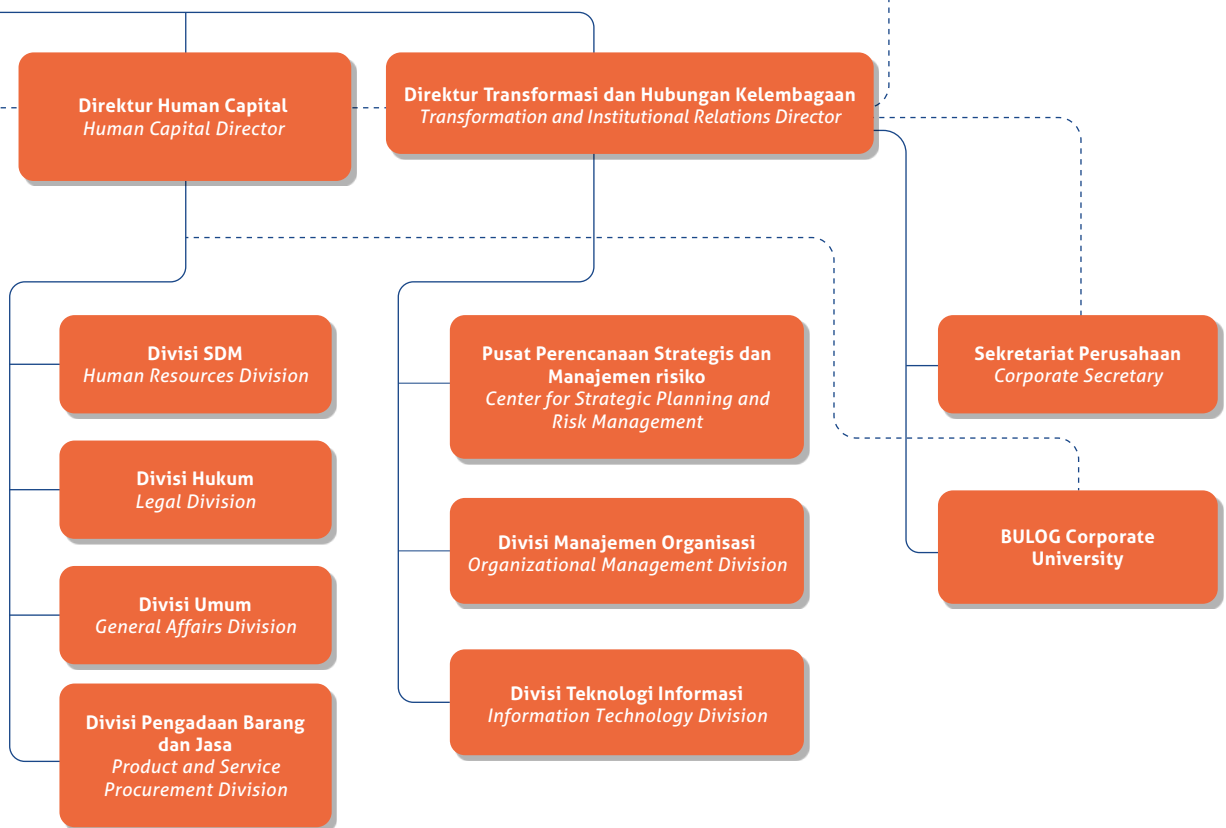 Direktur Human Capital
Human Capital Director
Direktur Transformasi dan Hubungan Kelembagaan
Transformation and Institutional Relations Director
Divisi SDM
Human Resources Division
Divisi Hukum
Legal Division
Divisi Umum
General Affairs Division
Divisi Pengadaan Barang
dan Jasa
Product and Service
Procurement Division
Pusat Perencanaan Strategis dan
Manajemen risiko
Center for Strategic Planning and
Risk Management
Divisi Manajemen Organisasi
Organizational Management Division
Divisi Teknologi Informasi
Information Technology Division
Sekretariat Perusahaan
Corporate Secretary
BULOG Corporate
University